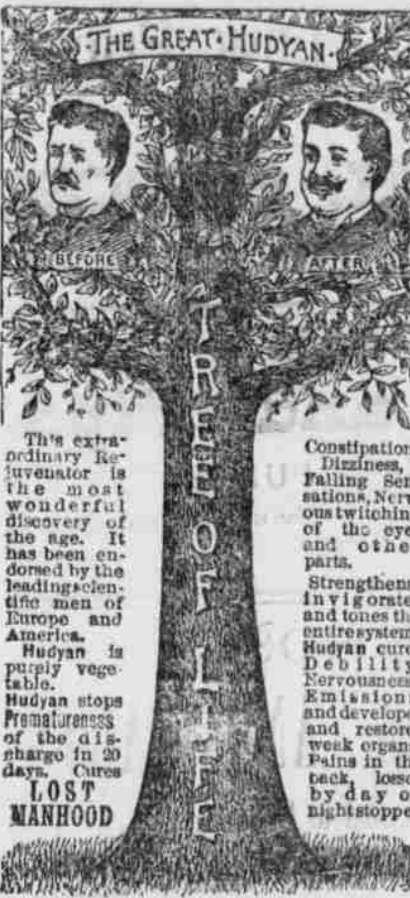 THE GREAT · HUDYAN ·
BEFORE
AFTER
TREE OF LIFE
This extra-
ordinary Re-
juvenator is
the most
wonderful
discovery of
the age. It
has been en-
dorsed by the
leading scien-
tific men of
Europe and
America.
Hudyan is
purely vege-
table.
Hudyan stops
Prematureness
of the dis-
charge in 20
days. Cures
LOST
MANHOOD
Constipation
Dizziness,
Falling Sen
sations, Nerv
ous twitchin
of the eye
and othe
parts.
Strengthens
invigorate
and tones th
entire system
Hudyan cure
Debility
Nervousness
Emission
and develope
and restore
weak organ
Pains in th
back, losse
by day o
night stoppe